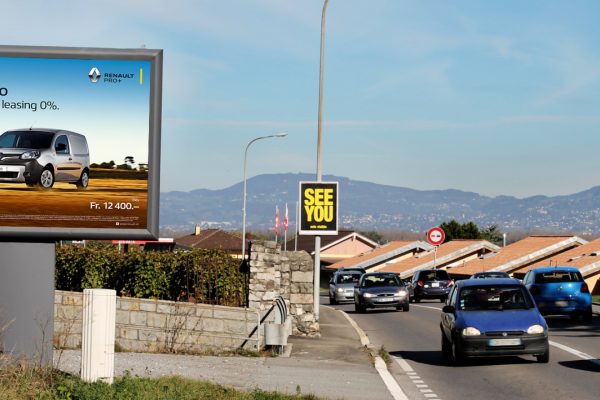 O
leasing 0%.
RENAULT
PRO+
Fr. 12 400.–
SEE
YOU